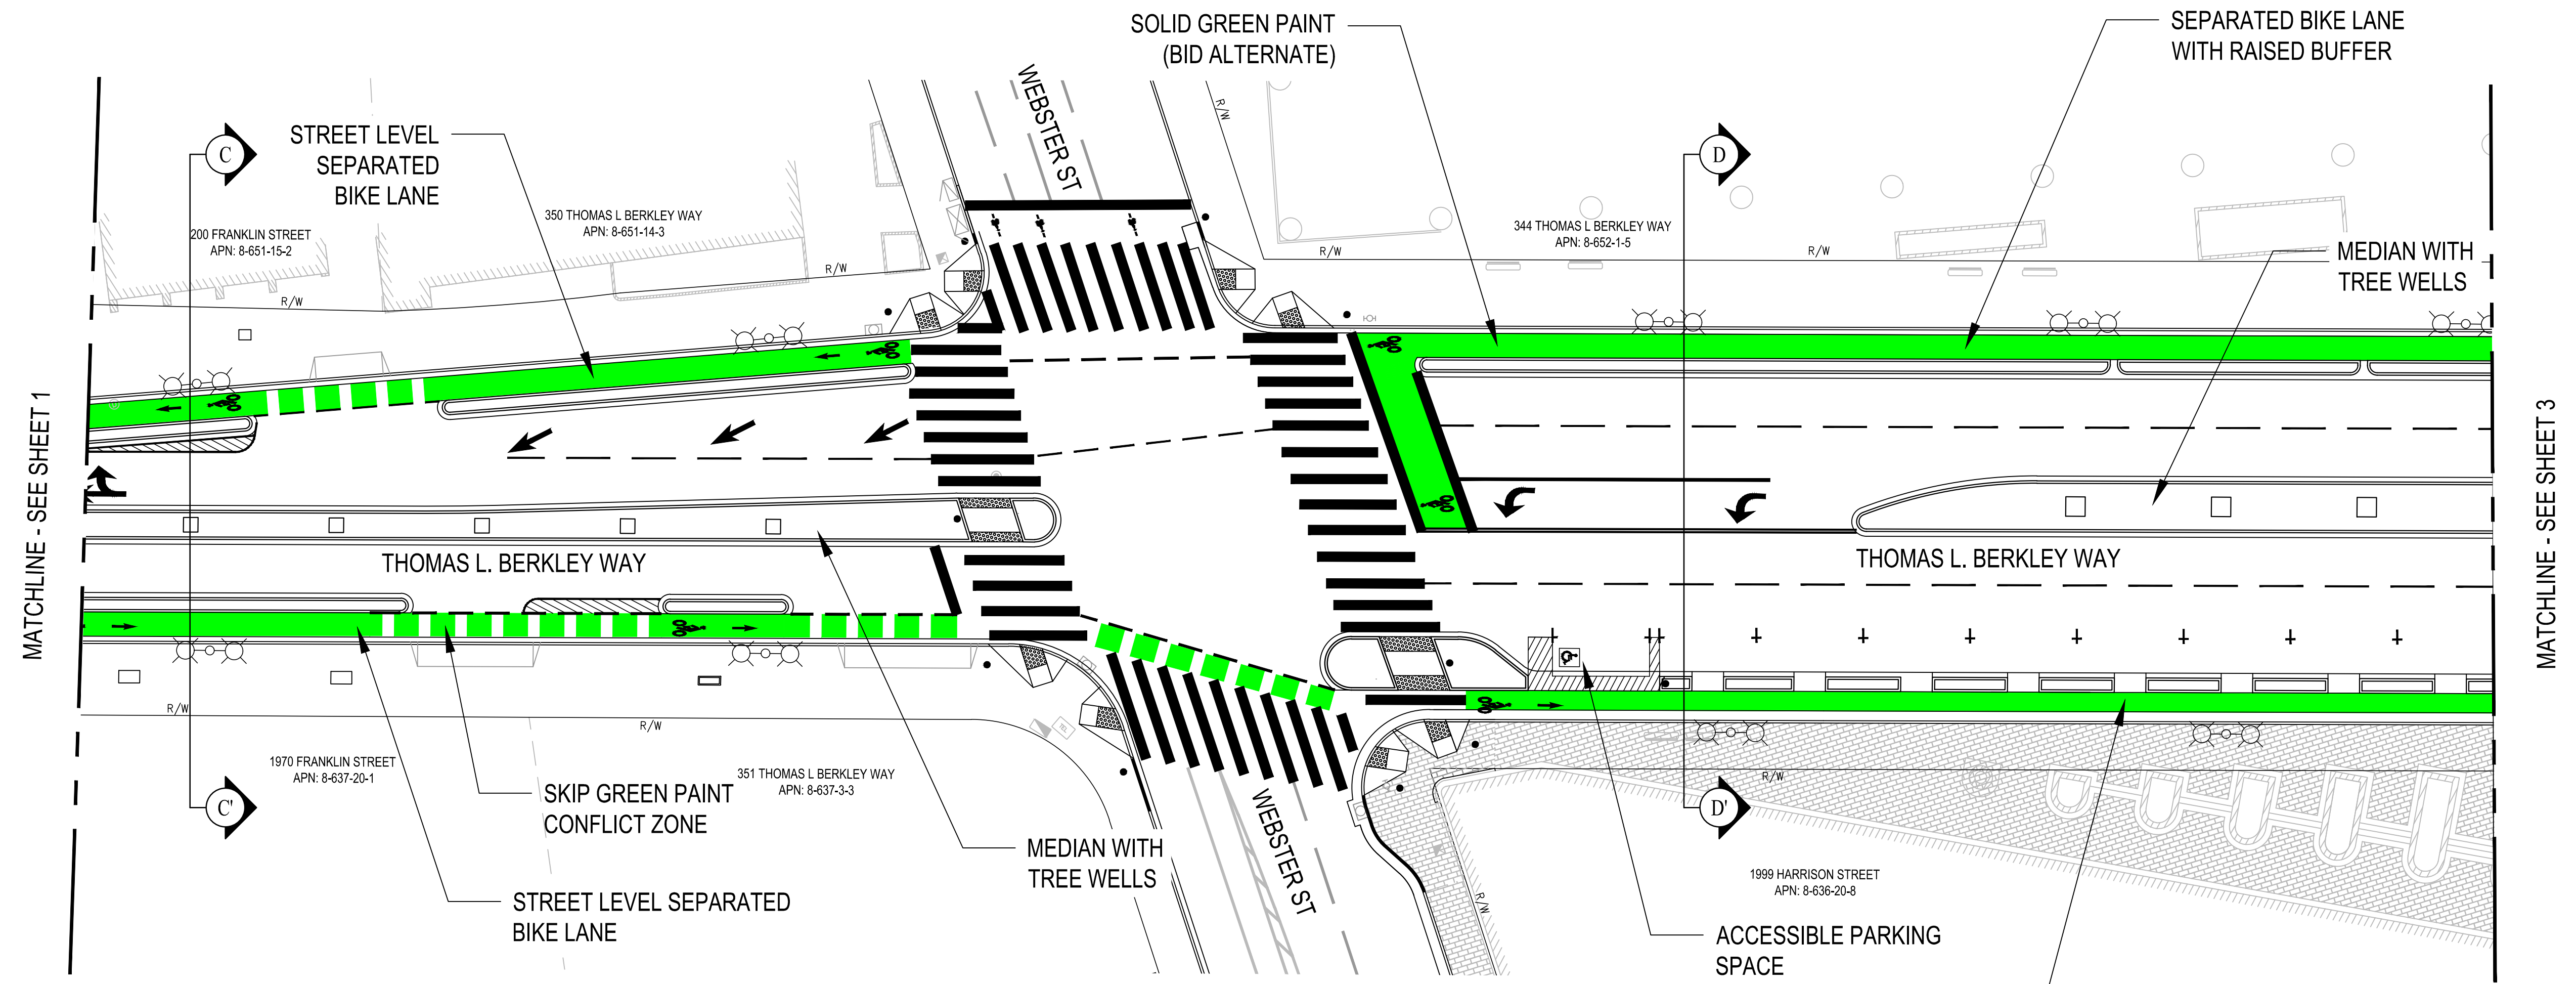 SOLID GREEN PAINT
(BID ALTERNATE)
SEPARATED BIKE LANE
WITH RAISED BUFFER
WEBSTER ST
R/W
C
STREET LEVEL
SEPARATED
BIKE LANE
D
200 FRANKLIN STREET
APN: 8-651-15-2
350 THOMAS L BERKLEY WAY
APN: 8-651-14-3
344 THOMAS L BERKLEY WAY
APN: 8-652-1-5
MEDIAN WITH
TREE WELLS
R/W
R/W
R/W
R/W
MATCHLINE - SEE SHEET 1
MATCHLINE - SEE SHEET 3
THOMAS L. BERKLEY WAY
THOMAS L. BERKLEY WAY
R/W
R/W
R/W
1970 FRANKLIN STREET
APN: 8-637-20-1
351 THOMAS L BERKLEY WAY
APN: 8-637-3-3
C'
SKIP GREEN PAINT
CONFLICT ZONE
D'
WEBSTER ST
MEDIAN WITH
TREE WELLS
1999 HARRISON STREET
APN: 8-636-20-8
STREET LEVEL SEPARATED
BIKE LANE
R/W
ACCESSIBLE PARKING
SPACE